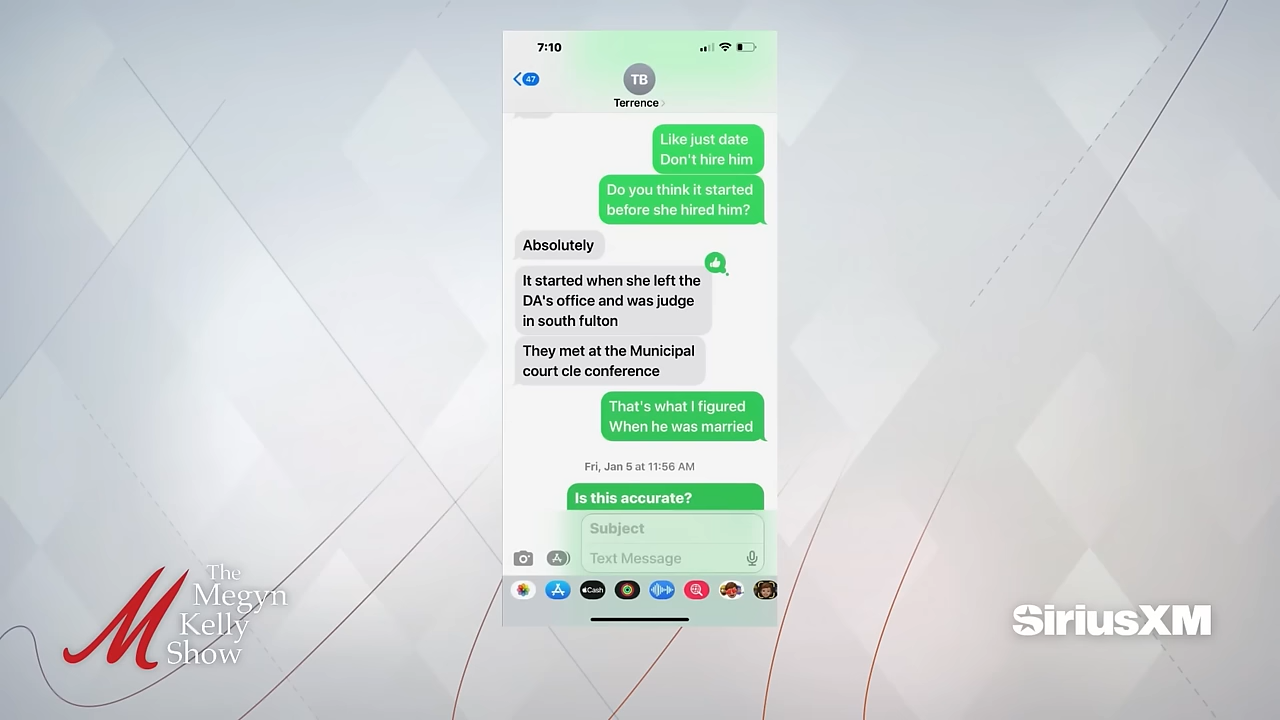 7:10
47
TB
Terrence
Like just date
Don't hire him
Do you think it started
before she hired him?
Absolutely
It started when she left the
DA's office and was judge
in south fulton
They met at the Municipal
court cle conference
That's what I figured
When he was married
Fri, Jan 5 at 11:56 AM
Is this accurate?
Subject
Text Message
Cash
The
Megyn
Kelly
Show
M
SiriusXM